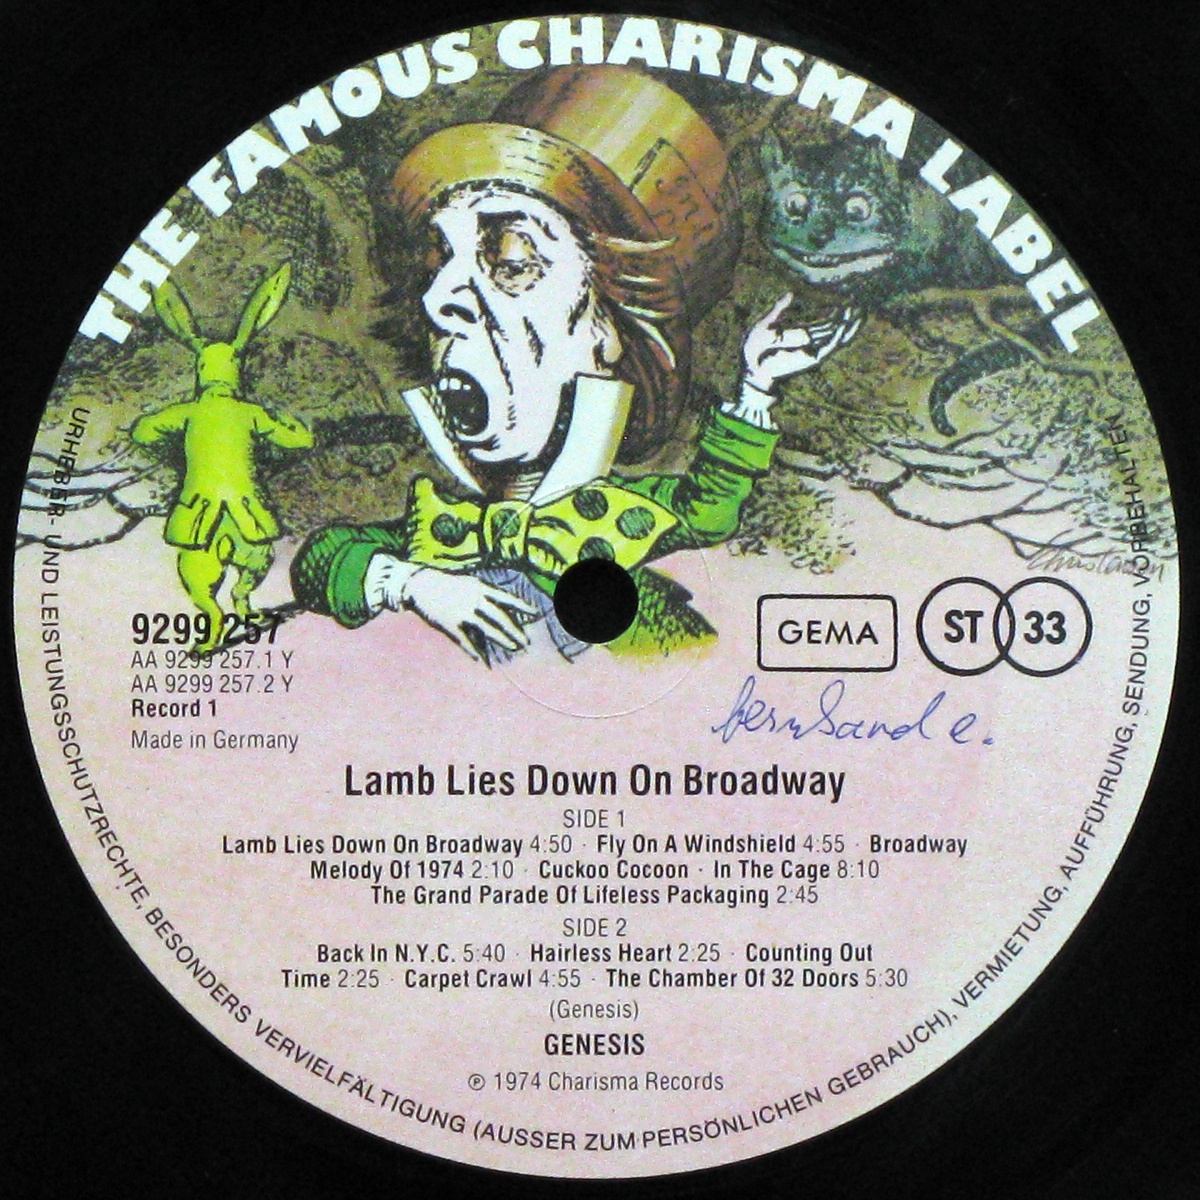 THE FAMOUS CHARISMA LABEL
9299 257
AA 9299 257.1 Y
AA 9299 257.2 Y
Record 1
Made in Germany
GEMA
ST 33
Lamb Lies Down On Broadway
SIDE 1
Lamb Lies Down On Broadway 4:50 · Fly On A Windshield 4:55 · Broadway
Melody Of 1974 2:10 · Cuckoo Cocoon · In The Cage 8:10
The Grand Parade Of Lifeless Packaging 2:45
SIDE 2
Back In N.Y.C. 5:40 · Hairless Heart 2:25 · Counting Out
Time 2:25 · Carpet Crawl 4:55 · The Chamber Of 32 Doors 5:30
(Genesis)
GENESIS
℗ 1974 Charisma Records
URHEBER- UND LEISTUNGSSCHUTZRECHTE, BESONDERS VERVIELFÄLTIGUNG (AUSSER ZUM PERSÖNLICHEN GEBRAUCH), VERMIETUNG, AUFFÜHRUNG, SENDUNG, VORBEHALTEN